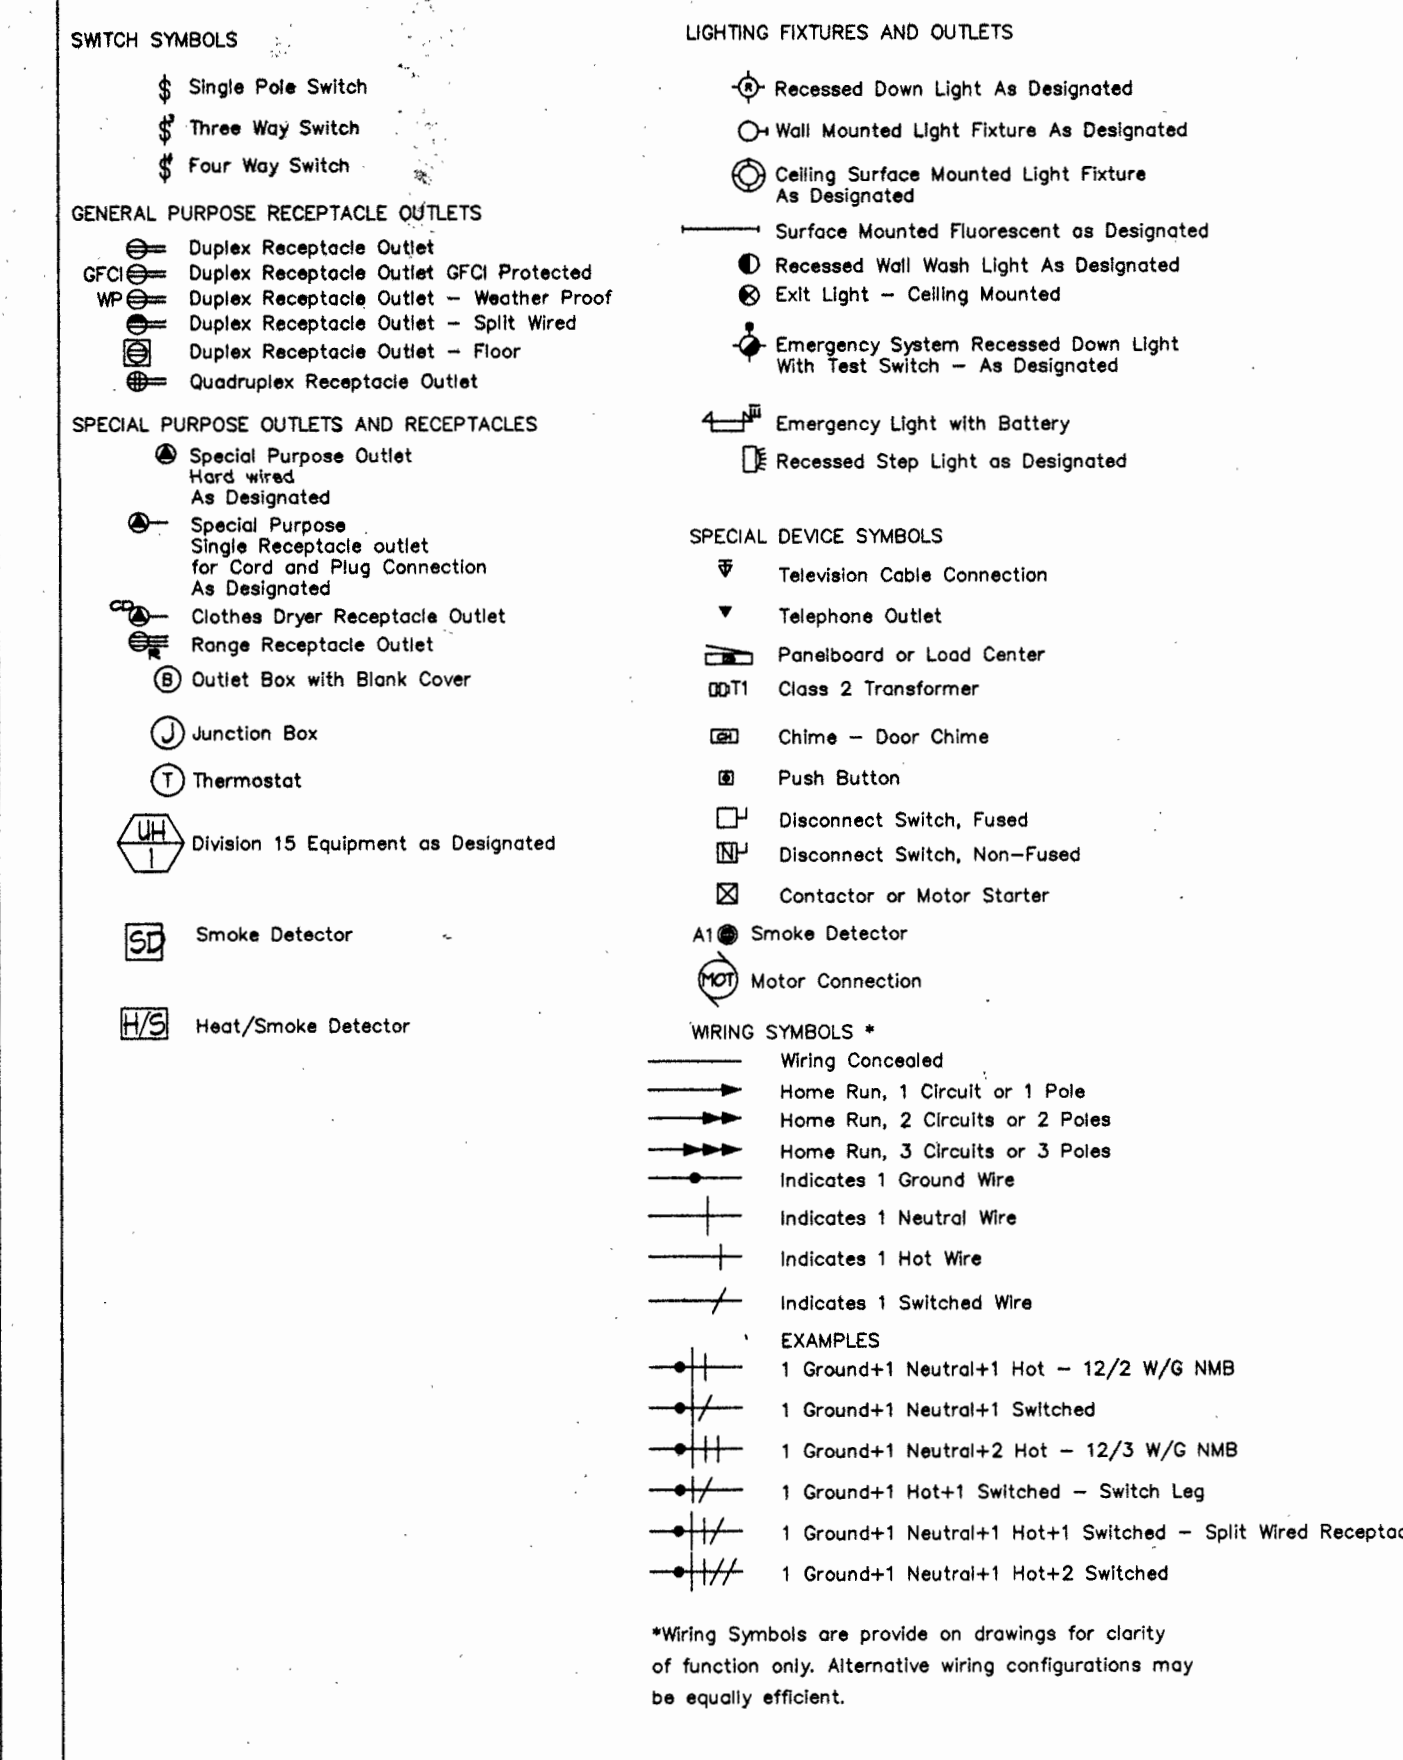 SWITCH SYMBOLS
$ Single Pole Switch
$3 Three Way Switch
$4 Four Way Switch
GENERAL PURPOSE RECEPTACLE OUTLETS
Duplex Receptacle Outlet
GFCI Duplex Receptacle Outlet GFCI Protected
WP Duplex Receptacle Outlet – Weather Proof
Duplex Receptacle Outlet – Split Wired
Duplex Receptacle Outlet – Floor
Quadruplex Receptacle Outlet
SPECIAL PURPOSE OUTLETS AND RECEPTACLES
Special Purpose Outlet
Hard wired
As Designated
Special Purpose
Single Receptacle outlet
for Cord and Plug Connection
As Designated
CD Clothes Dryer Receptacle Outlet
R Range Receptacle Outlet
B Outlet Box with Blank Cover
J Junction Box
T Thermostat
UH
1
Division 15 Equipment as Designated
SD Smoke Detector
H/S Heat/Smoke Detector
LIGHTING FIXTURES AND OUTLETS
R Recessed Down Light As Designated
Wall Mounted Light Fixture As Designated
Ceiling Surface Mounted Light Fixture
As Designated
Surface Mounted Fluorescent as Designated
Recessed Wall Wash Light As Designated
Exit Light – Ceiling Mounted
Emergency System Recessed Down Light
With Test Switch – As Designated
Emergency Light with Battery
Recessed Step Light as Designated
SPECIAL DEVICE SYMBOLS
Television Cable Connection
Telephone Outlet
Panelboard or Load Center
T1 Class 2 Transformer
CH Chime – Door Chime
Push Button
Disconnect Switch, Fused
N Disconnect Switch, Non–Fused
Contactor or Motor Starter
A1 Smoke Detector
MOT Motor Connection
WIRING SYMBOLS *
Wiring Concealed
Home Run, 1 Circuit or 1 Pole
Home Run, 2 Circuits or 2 Poles
Home Run, 3 Circuits or 3 Poles
Indicates 1 Ground Wire
Indicates 1 Neutral Wire
Indicates 1 Hot Wire
Indicates 1 Switched Wire
EXAMPLES
1 Ground+1 Neutral+1 Hot – 12/2 W/G NMB
1 Ground+1 Neutral+1 Switched
1 Ground+1 Neutral+2 Hot – 12/3 W/G NMB
1 Ground+1 Hot+1 Switched – Switch Leg
1 Ground+1 Neutral+1 Hot+1 Switched – Split Wired Receptac
1 Ground+1 Neutral+1 Hot+2 Switched
*Wiring Symbols are provide on drawings for clarity
of function only. Alternative wiring configurations may
be equally efficient.